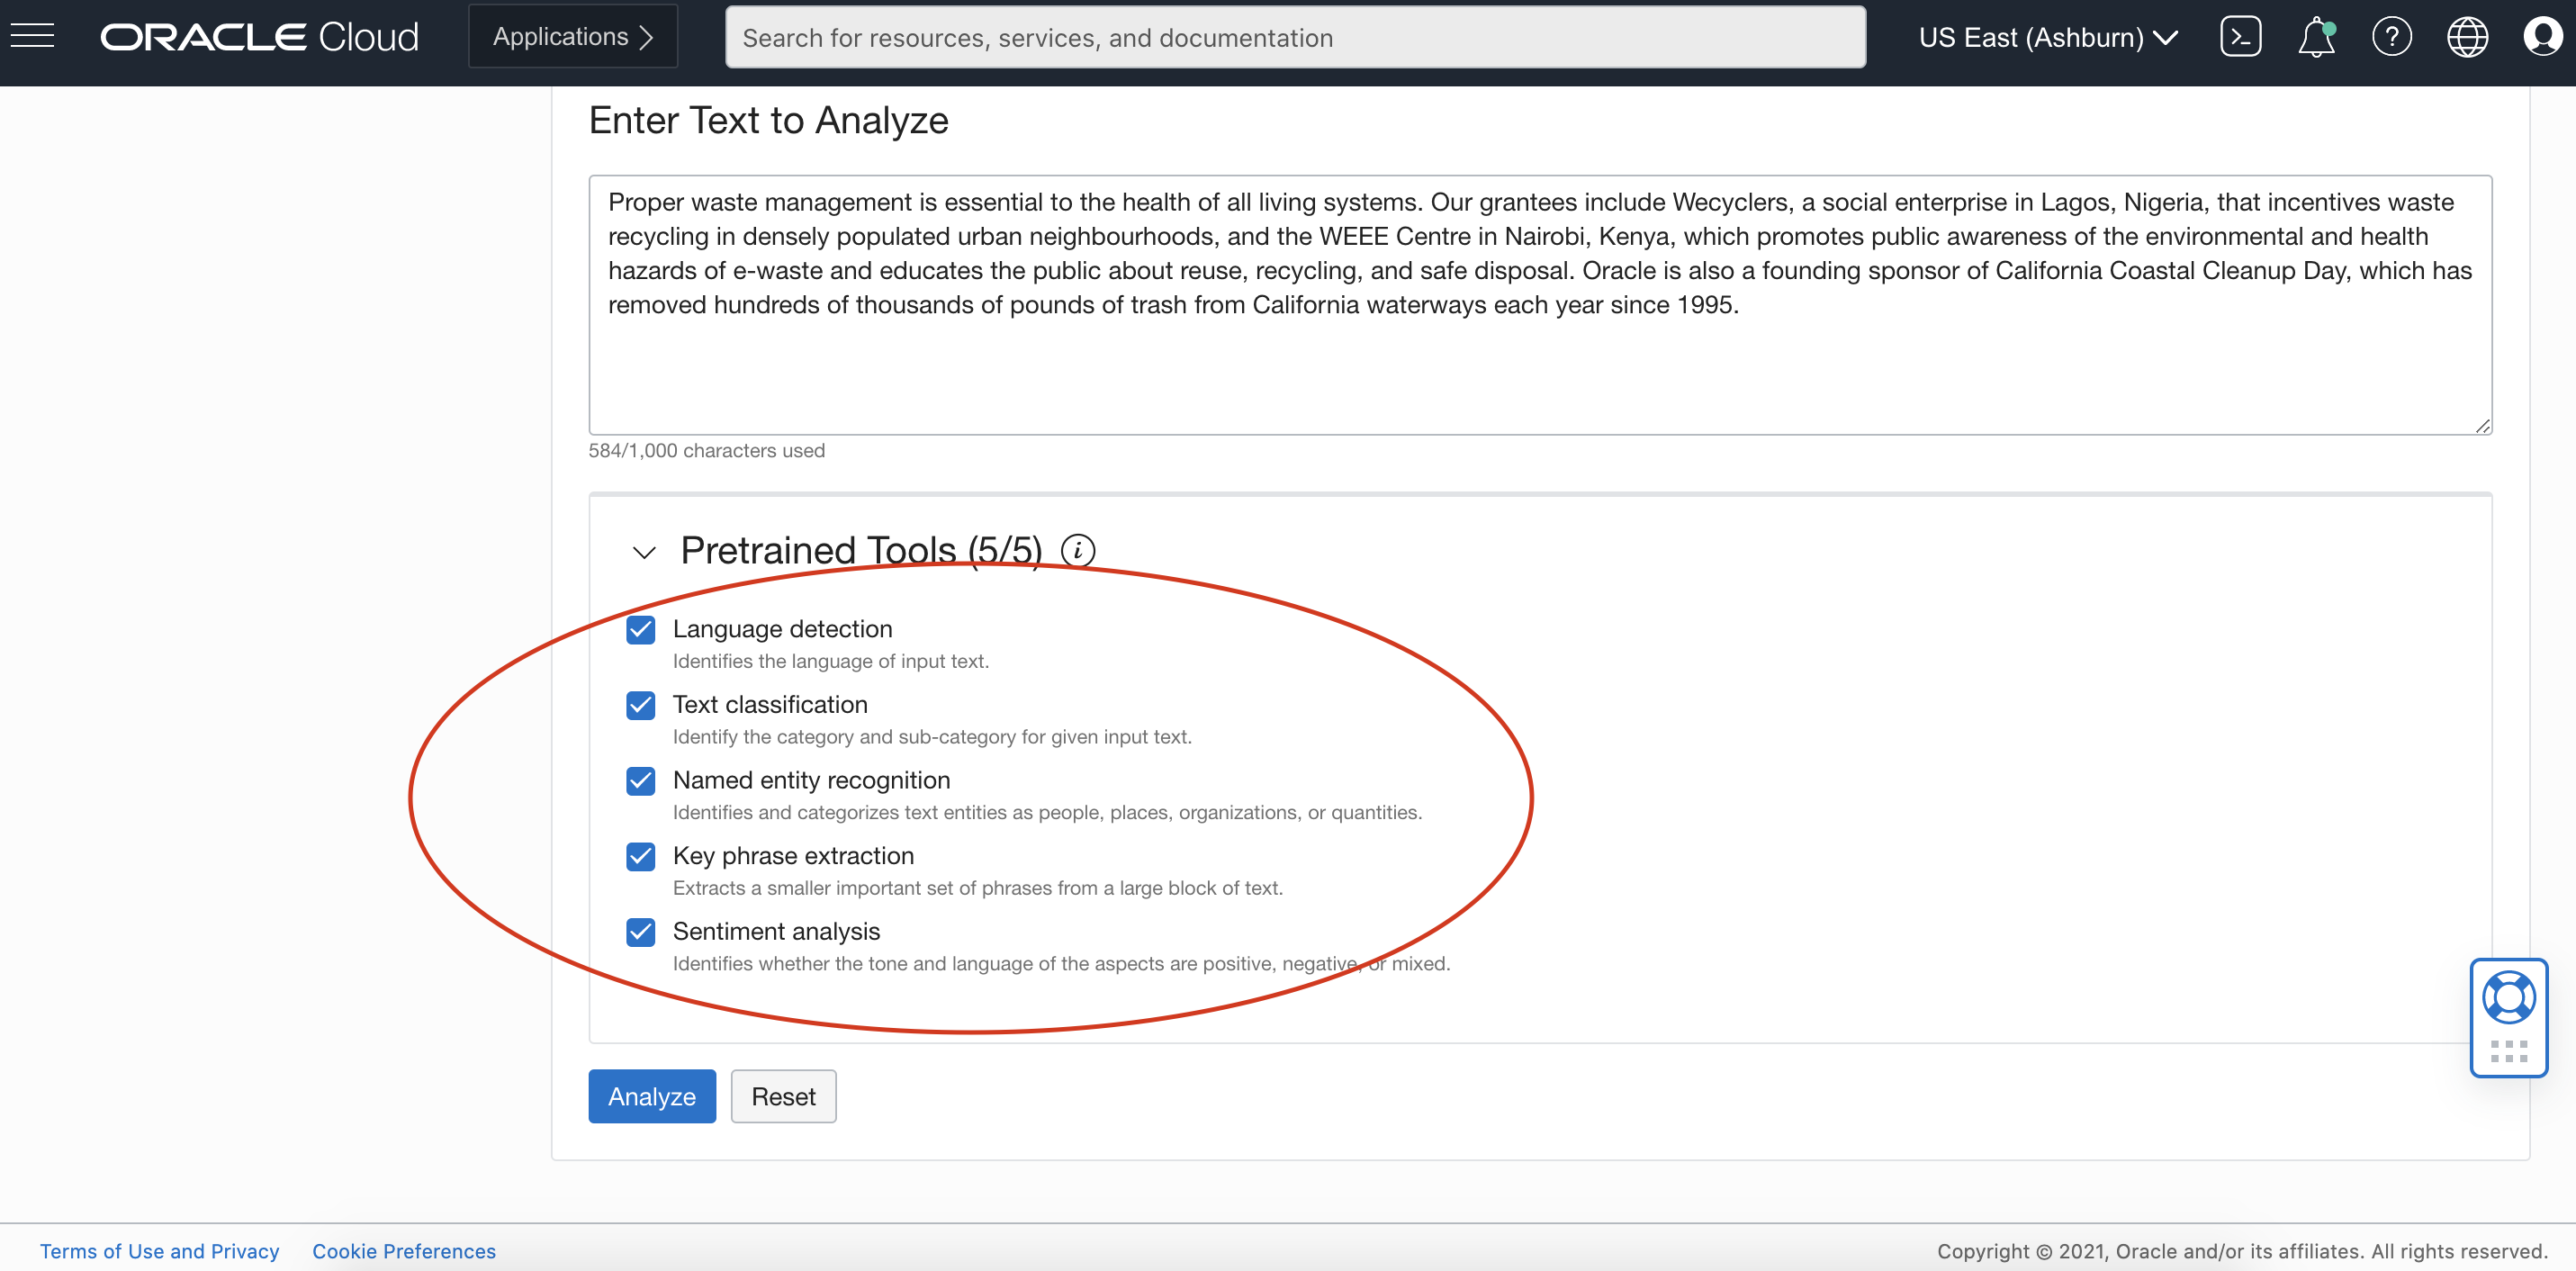 ORACLE Cloud
Applications
Search for resources, services, and documentation
US East (Ashburn)
Enter Text to Analyze
Proper waste management is essential to the health of all living systems. Our grantees include Wecyclers, a social enterprise in Lagos, Nigeria, that incentives waste
recycling in densely populated urban neighbourhoods, and the WEEE Centre in Nairobi, Kenya, which promotes public awareness of the environmental and health
hazards of e-waste and educates the public about reuse, recycling, and safe disposal. Oracle is also a founding sponsor of California Coastal Cleanup Day, which has
removed hundreds of thousands of pounds of trash from California waterways each year since 1995.
584/1,000 characters used
Pretrained Tools (5/5)
Language detection
Identifies the language of input text.
Text classification
Identify the category and sub-category for given input text.
Named entity recognition
Identifies and categorizes text entities as people, places, organizations, or quantities.
Key phrase extraction
Extracts a smaller important set of phrases from a large block of text.
Sentiment analysis
Identifies whether the tone and language of the aspects are positive, negative, or mixed.
Analyze
Reset
Terms of Use and Privacy
Cookie Preferences
Copyright © 2021, Oracle and/or its affiliates. All rights reserved.